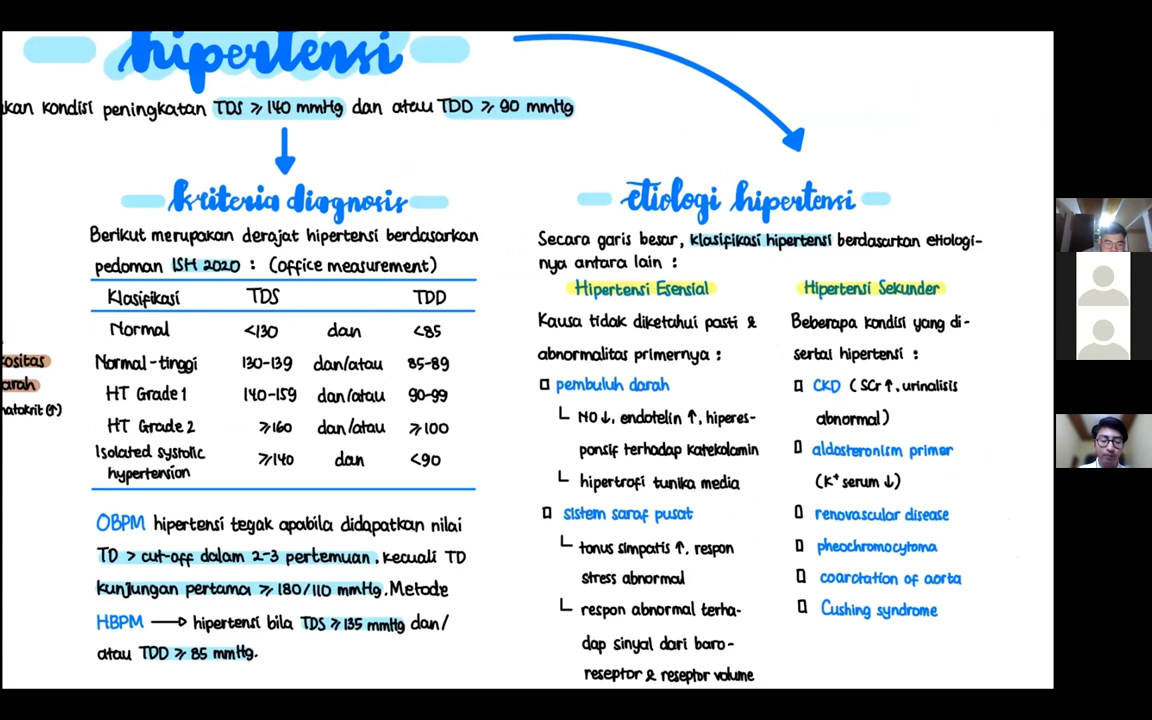 hipertensi
akan kondisi peningkatan TDS ≥ 140 mmHg dan atau TDD ≥ 90 mmHg
kriteria diagnosis
Berikut merupakan derajat hipertensi berdasarkan
pedoman ISH 2020 : (office measurement)
Klasifikasi TDS TDD
Normal <130 dan <85
Normal-tinggi 130-139 dan/atau 85-89
HT Grade 1 140-159 dan/atau 90-99
HT Grade 2 ≥160 dan/atau ≥100
Isolated systolic
hypertension ≥140 dan <90
OBPM hipertensi tegak apabila didapatkan nilai
TD > cut-off dalam 2-3 pertemuan, kecuali TD
kunjungan pertama ≥ 180/110 mmHg. Metode
HBPM → hipertensi bila TDS ≥ 135 mmHg dan/
atau TDD ≥ 85 mmHg.
kositas
arah
matokrit (↑)
etiologi hipertensi
Secara garis besar, klasifikasi hipertensi berdasarkan etiologi-
nya antara lain :
Hipertensi Esensial
Kausa tidak diketahui pasti &
abnormalitas primernya :
pembuluh darah
NO ↓, endotelin ↑, hiperes-
ponsif terhadap katekolamin
hipertrofi tunika media
sistem saraf pusat
tonus simpatis ↑, respon
stress abnormal
respon abnormal terha-
dap sinyal dari baro-
reseptor & reseptor volume
Hipertensi Sekunder
Beberapa kondisi yang di-
sertai hipertensi :
CKD (SCr ↑, urinalisis
abnormal)
aldosteronism primer
(K⁺ serum ↓)
renovascular disease
pheochromocytoma
coarctation of aorta
Cushing syndrome